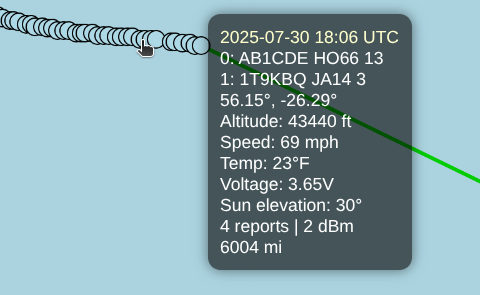 2025-07-30 18:06 UTC
0: AB1CDE HO66 13
1: 1T9KBQ JA14 3
56.15°, -26.29°
Altitude: 43440 ft
Speed: 69 mph
Temp: 23°F
Voltage: 3.65V
Sun elevation: 30°
4 reports | 2 dBm
6004 mi